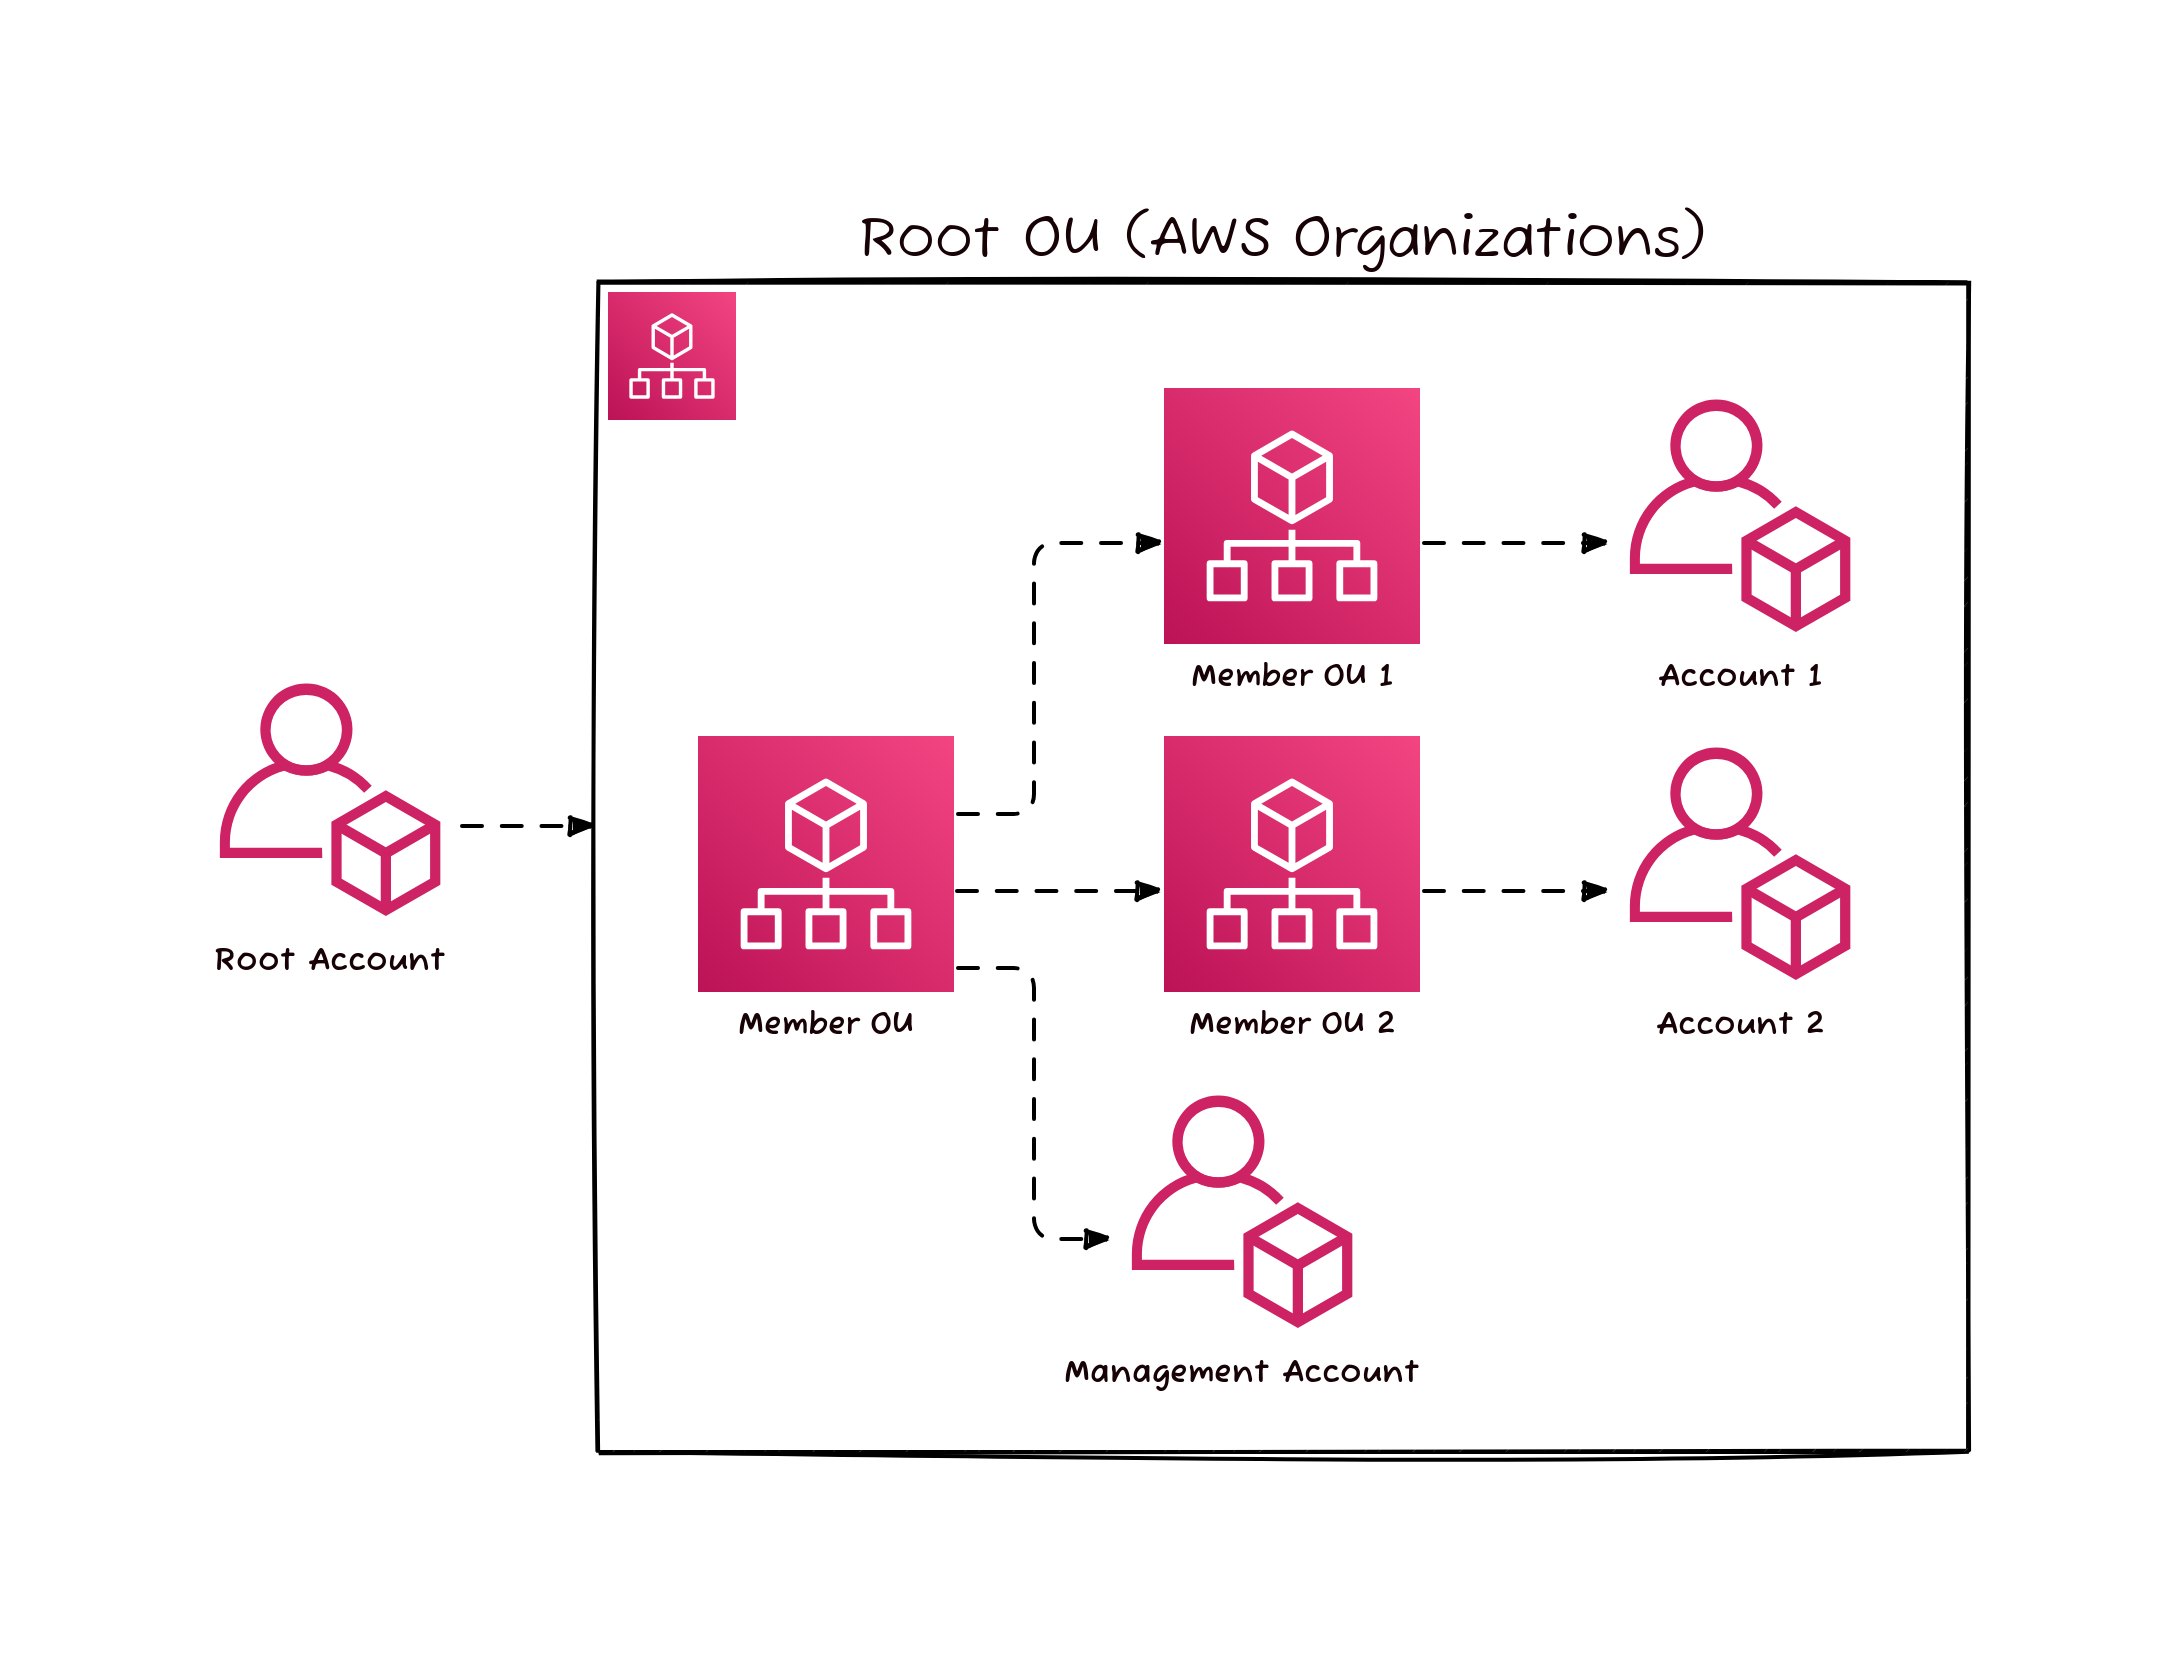 Root OU (AWS Organizations)
Member OU 1
Account 1
Root Account
Member OU
Member OU 2
Account 2
Management Account